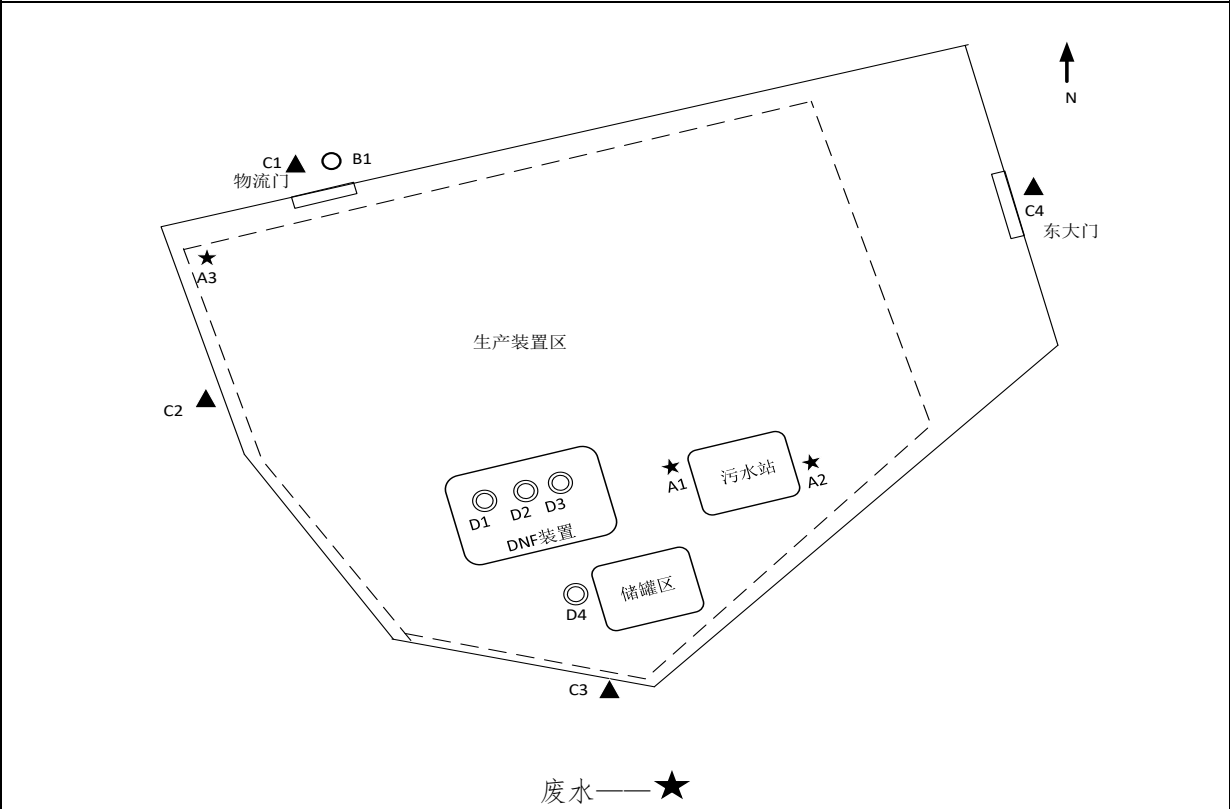 N
C1
B1
物流门
C4
东大门
A3
生产装置区
C2
污水站
A1
A2
D1
D2
D3
DNF装置
储罐区
D4
C3
废水——★